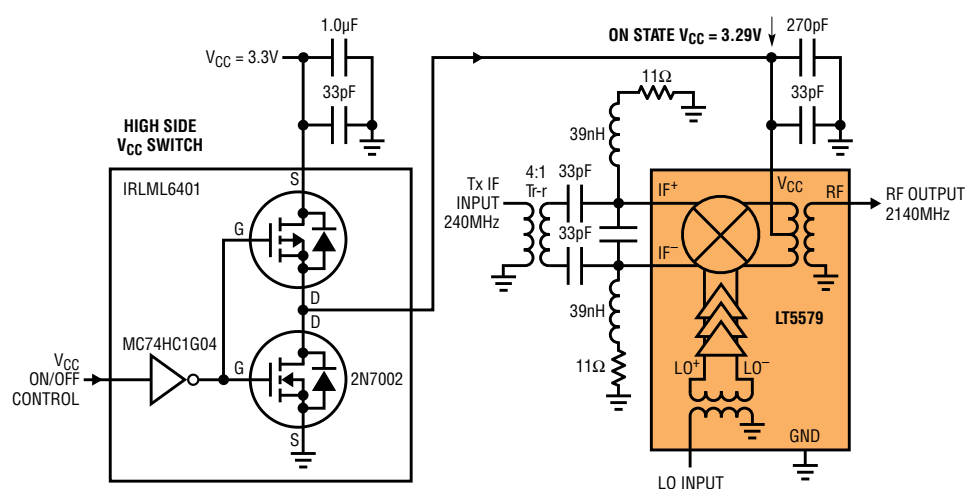 1.0µF
V_CC = 3.3V
33pF
HIGH SIDE
V_CC SWITCH
IRLML6401
S
G
D
D
MC74HC1G04
G
2N7002
V_CC
ON/OFF
CONTROL
S
ON STATE V_CC = 3.29V
270pF
33pF
11Ω
39nH
Tx IF
INPUT
240MHz
4:1
Tr-r
33pF
33pF
IF+
IF–
V_CC
RF
RF OUTPUT
2140MHz
39nH
11Ω
LT5579
LO+
LO–
GND
LO INPUT